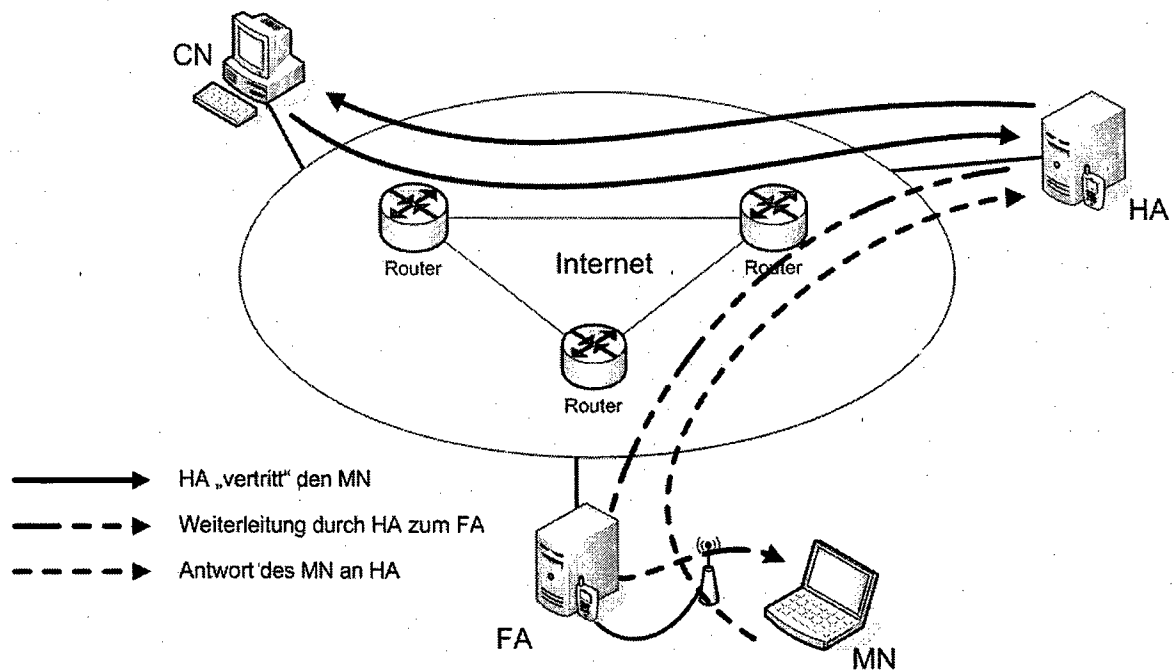 CN
HA
Router
Internet
Router
Router
HA „vertritt“ den MN
Weiterleitung durch HA zum FA
Antwort des MN an HA
FA
MN